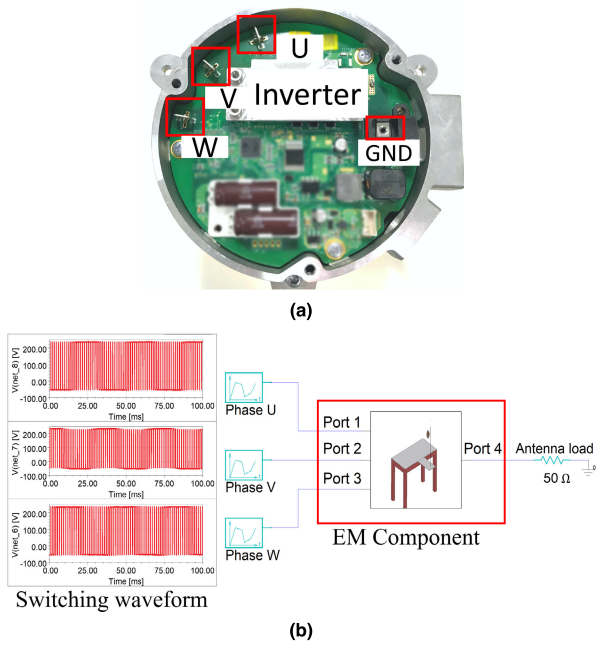 U
V
Inverter
W
GND
(a)
V(net_8) [V]
200.00
100.00
0.00
-100.00
0.00
25.00
50.00
75.00
100.00
Time [ms]
V(net_7) [V]
200.00
100.00
0.00
-100.00
0.00
25.00
50.00
75.00
100.00
Time [ms]
V(net_6) [V]
200.00
100.00
0.00
-100.00
0.00
25.00
50.00
75.00
100.00
Time [ms]
Switching waveform
Phase U
Phase V
Phase W
Port 1
Port 2
Port 3
Port 4
EM Component
Antenna load
50 Ω
0
(b)